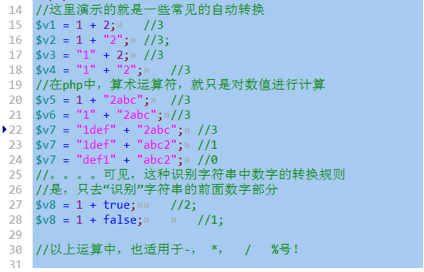 14 //这里演示的就是一些常见的自动转换
15 $v1 = 1 + 2;» //3
16 $v2 = 1 + "2";» //3;
17 $v3 = "1" + 2;» //3
18 $v4 = "1" + "2";» //3
19 //在php中，算术运算符，就只是对数值进行计算
20 $v5 = 1 + "2abc";» //3
21 $v6 = "1" + "2abc";»//3
22 $v7 = "1def" + "2abc";» //3
23 $v7 = "1def" + "abc2";» //1
24 $v7 = "def1" + "abc2";» //0
25 //。。。。可见，这种识别字符串中数字的转换规则
26 //是，只去“识别”字符串的前面数字部分
27 $v8 = 1 + true;»» //2;
28 $v8 = 1 + false;» » //1;
29
30 //以上运算中，也适用于-， *， / %号！